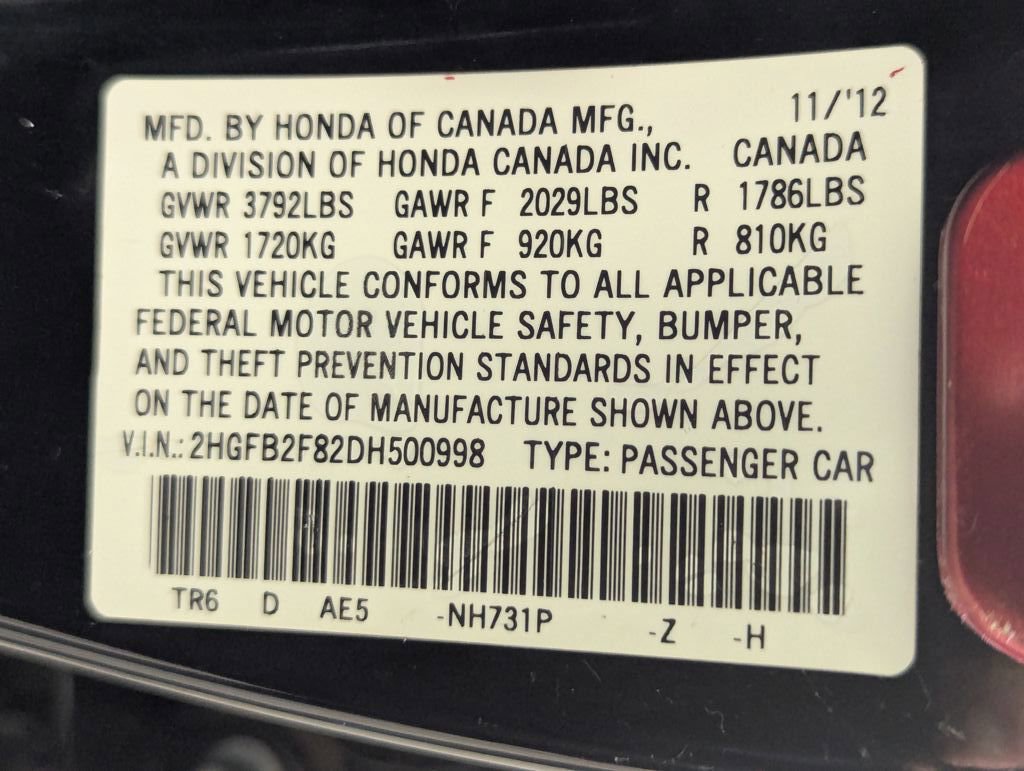 11/'12
MFD. BY HONDA OF CANADA MFG.,
A DIVISION OF HONDA CANADA INC. CANADA
GVWR 3792LBS GAWR F 2029LBS R 1786LBS
GVWR 1720KG GAWR F 920KG R 810KG
THIS VEHICLE CONFORMS TO ALL APPLICABLE
FEDERAL MOTOR VEHICLE SAFETY, BUMPER,
AND THEFT PREVENTION STANDARDS IN EFFECT
ON THE DATE OF MANUFACTURE SHOWN ABOVE.
V.I.N.: 2HGFB2F82DH500998 TYPE: PASSENGER CAR
TR6 D AE5 -NH731P -Z -H